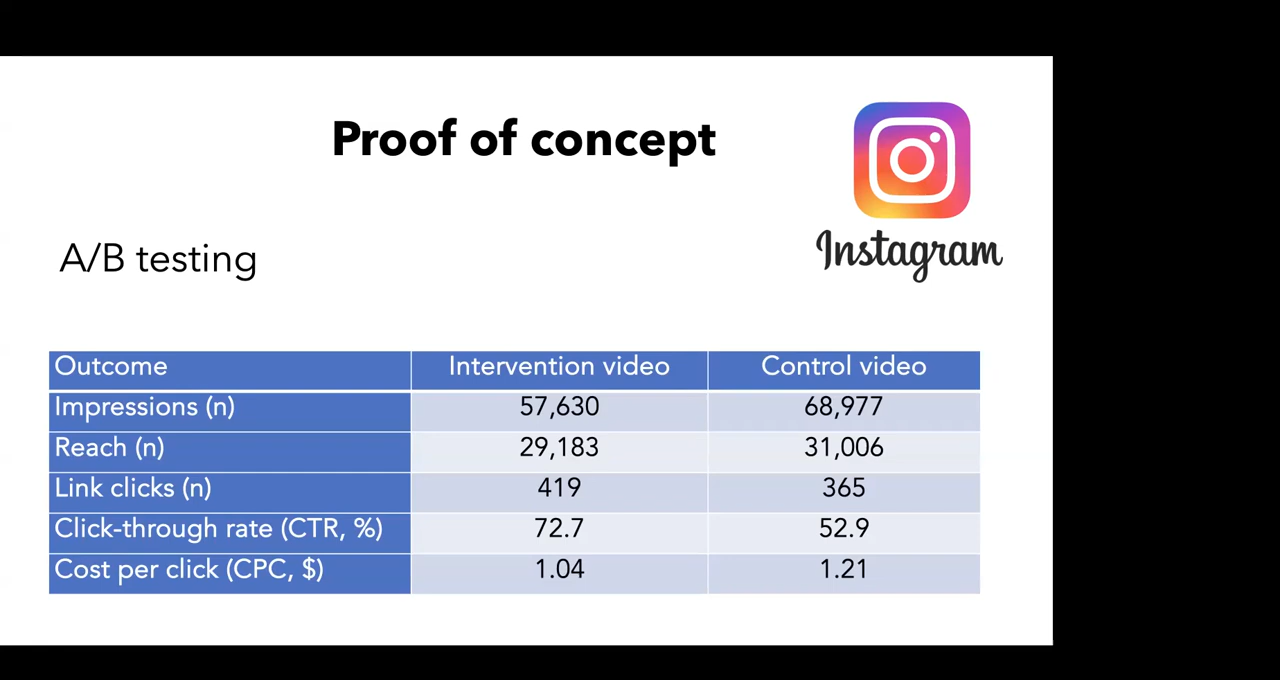 Proof of concept
Instagram
A/B testing
Outcome Intervention video Control video
Impressions (n) 57,630 68,977
Reach (n) 29,183 31,006
Link clicks (n) 419 365
Click-through rate (CTR, %) 72.7 52.9
Cost per click (CPC, $) 1.04 1.21